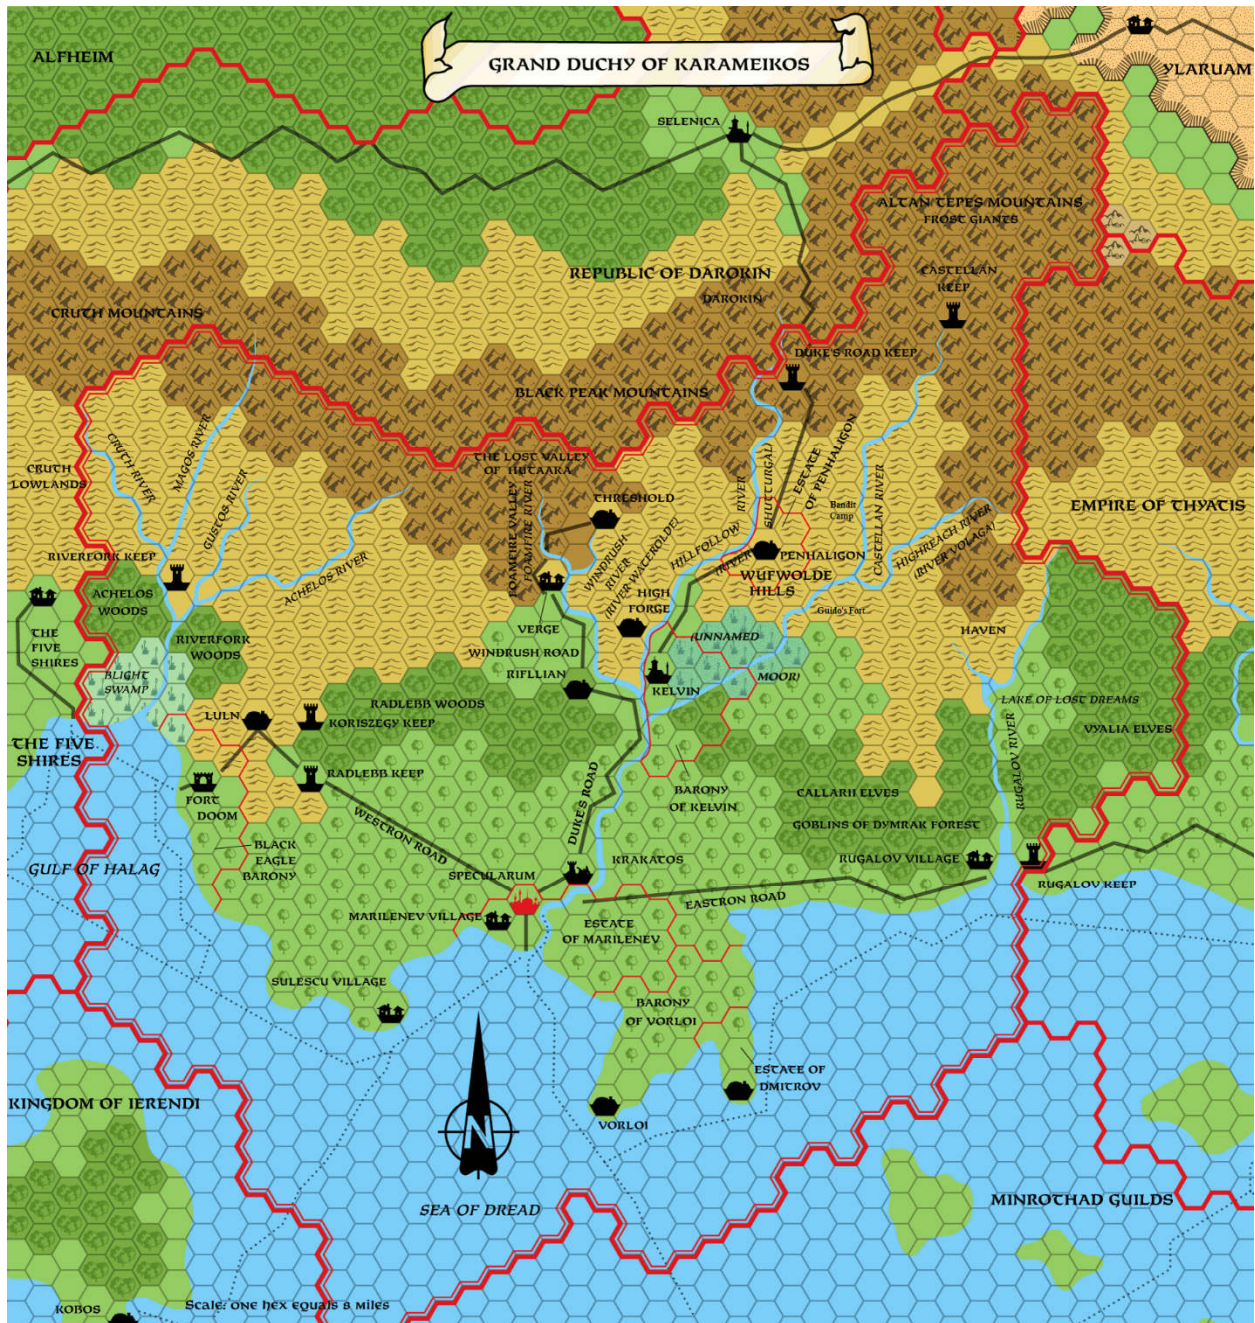 GRAND DUCHY OF KARAMEIKOS
ALFHEIM
YLARUAM
SELENICA
ALTAN TEPES MOUNTAINS
FROST GIANTS
REPUBLIC OF DAROKIN
DAROKIN
CASTELLAN
KEEP
CRUTH MOUNTAINS
DUKE'S ROAD KEEP
BLACK PEAK MOUNTAINS
THE LOST VALLEY
OF HUTAAKA
CRUTH
LOWLANDS
CRUTH RIVER
MAGOS RIVER
GUSTOS RIVER
ACHELOS RIVER
FOAMFIRE VALLEY
FOAMFIRE RIVER
THRESHOLD
WINDRUSH-
RIVER
(RIVER WATEROLDE)
HILLFOLLOW
RIVER
(RIVER
SHUTTURGAL)
ESTATE
OF PENHALIGON
Bandit
Camp
CASTELLAN RIVER
HIGHREACH RIVER
(RIVER VOLAGA)
EMPIRE OF THYATIS
RIVERFORK KEEP
PENHALIGON
WUFWOLDE
HILLS
ACHELOS
WOODS
HIGH
FORGE
Guido's Fort
THE
FIVE
SHIRES
RIVERFORK
WOODS
VERGE
(UNNAMED
MOOR)
HAVEN
WINDRUSH ROAD
BLIGHT
SWAMP
RIFLLIAN
KELVIN
LAKE OF LOST DREAMS
RADLEBB WOODS
LULN
KORISZEGY KEEP
VYALIA ELVES
THE FIVE
SHIRES
RUGALOV RIVER
RADLEBB KEEP
FORT
DOOM
BARONY
OF KELVIN
CALLARII ELVES
DUKE'S ROAD
WESTRON ROAD
GOBLINS OF DYMRAK FOREST
BLACK
EAGLE
BARONY
GULF OF HALAG
KRAKATOS
RUGALOV VILLAGE
SPECULARUM
RUGALOV KEEP
EASTRON ROAD
MARILENEV VILLAGE
ESTATE
OF MARILENEV
SULESCU VILLAGE
BARONY
OF VORLOI
ESTATE OF
DMITROV
KINGDOM OF IERENDI
VORLOI
N
SEA OF DREAD
MINROTHAD GUILDS
KOBOS
Scale: one hex equals 8 miles